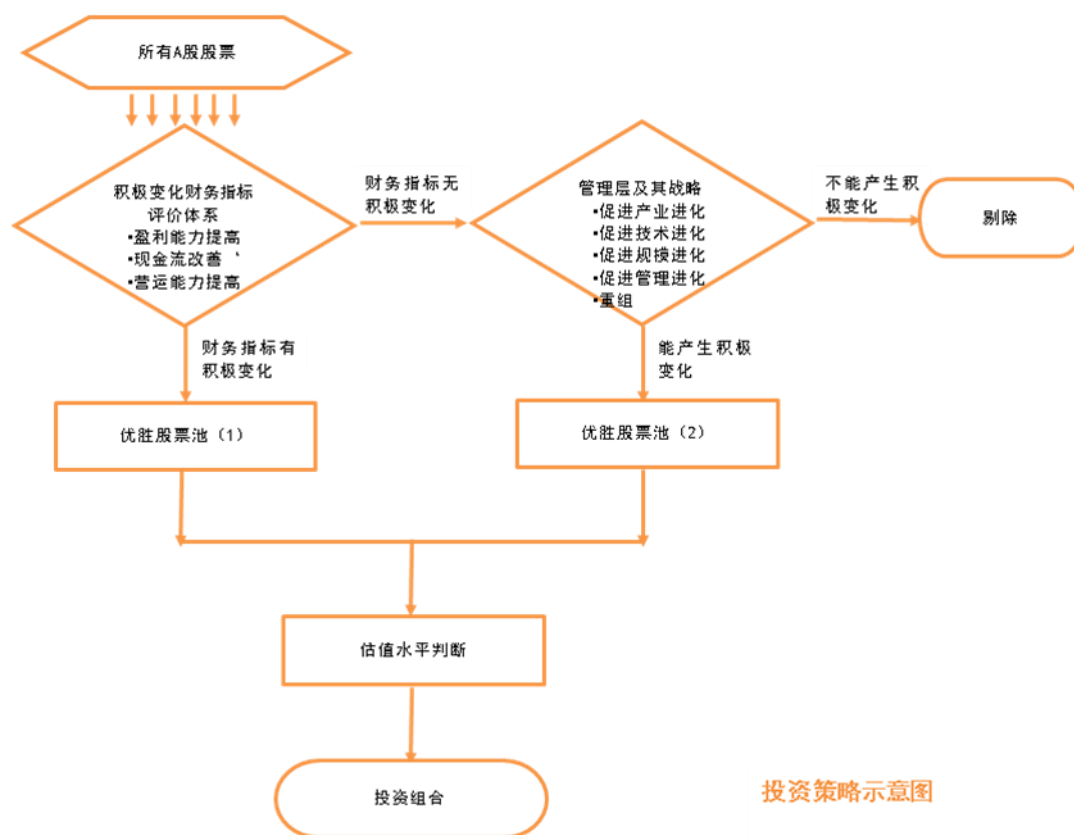 所有A股股票
积极变化财务指标
评价体系
▪盈利能力提高
▪现金流改善、
▪营运能力提高
财务指标无
积极变化
管理层及其战略
▪促进产业进化
▪促进技术进化
▪促进规模进化
▪促进管理进化
▪重组
不能产生积
极变化
剔除
财务指标有
积极变化
能产生积极
变化
优胜股票池（1）
优胜股票池（2）
估值水平判断
投资组合
投资策略示意图